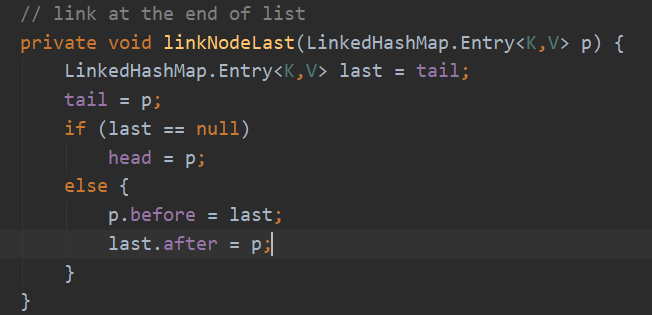 // link at the end of list
private void linkNodeLast(LinkedHashMap.Entry<K,V> p) {
    LinkedHashMap.Entry<K,V> last = tail;
    tail = p;
    if (last == null)
        head = p;
    else {
        p.before = last;
        last.after = p;
    }
}